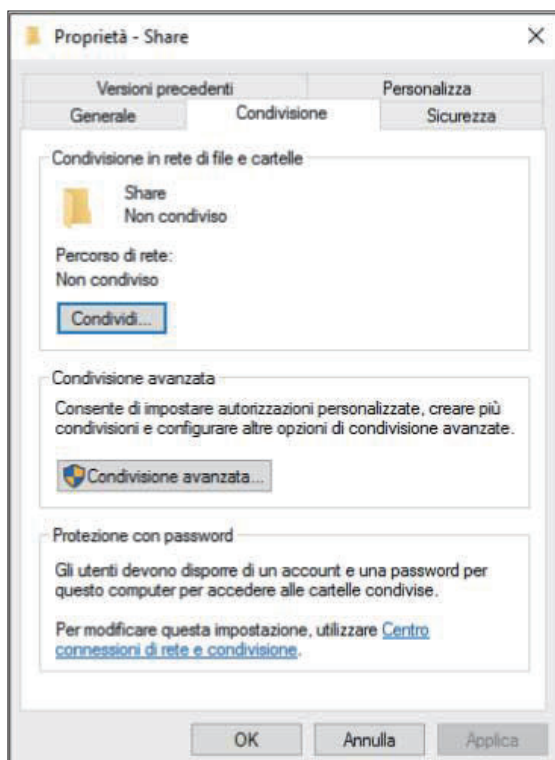 Proprietà - Share
Versioni precedenti
Personalizza
Generale
Condivisione
Sicurezza
Condivisione in rete di file e cartelle
Share
Non condiviso
Percorso di rete:
Non condiviso
Condividi...
Condivisione avanzata
Consente di impostare autorizzazioni personalizzate, creare più
condivisioni e configurare altre opzioni di condivisione avanzate.
Condivisione avanzata...
Protezione con password
Gli utenti devono disporre di un account e una password per
questo computer per accedere alle cartelle condivise.
Per modificare questa impostazione, utilizzare Centro
connessioni di rete e condivisione.
OK
Annulla
Applica